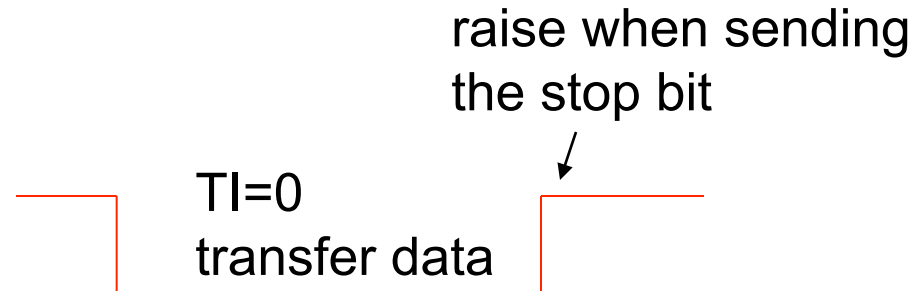 raise when sending
the stop bit
TI=0
transfer data